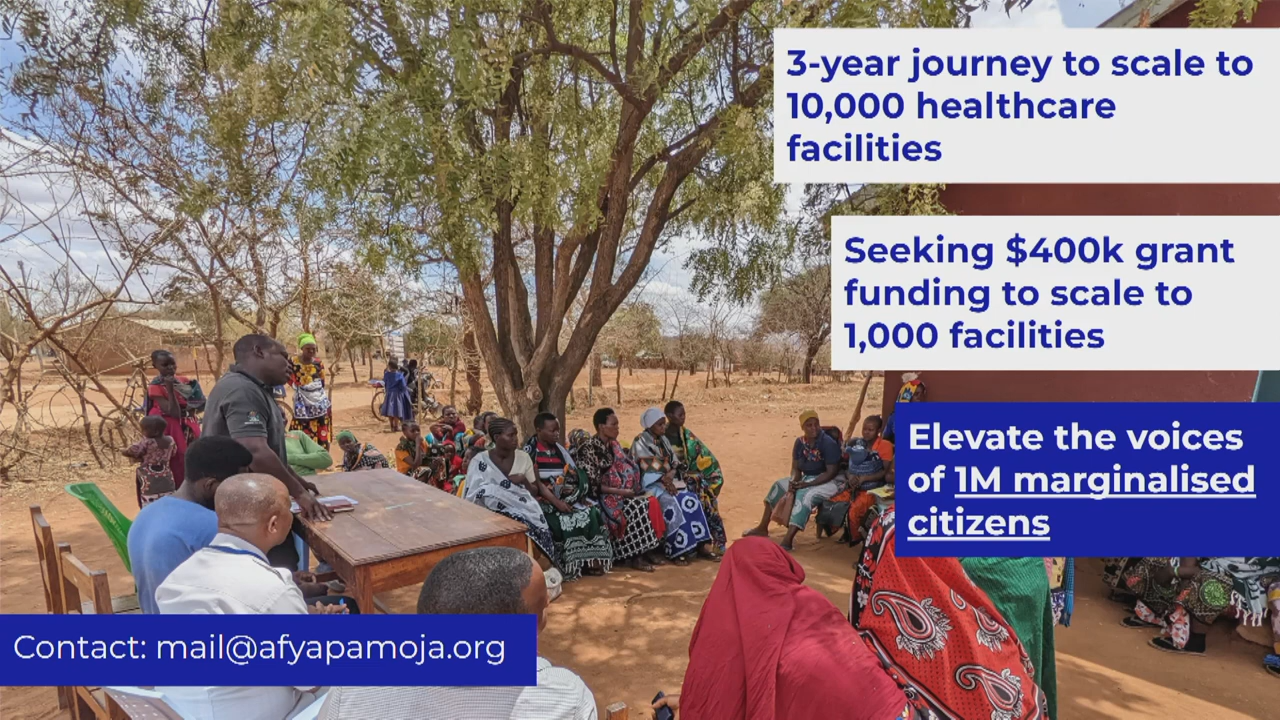 3-year journey to scale to
10,000 healthcare
facilities
Seeking $400k grant
funding to scale to
1,000 facilities
Elevate the voices
of 1M marginalised
citizens
Contact: mail@afyapamoja.org